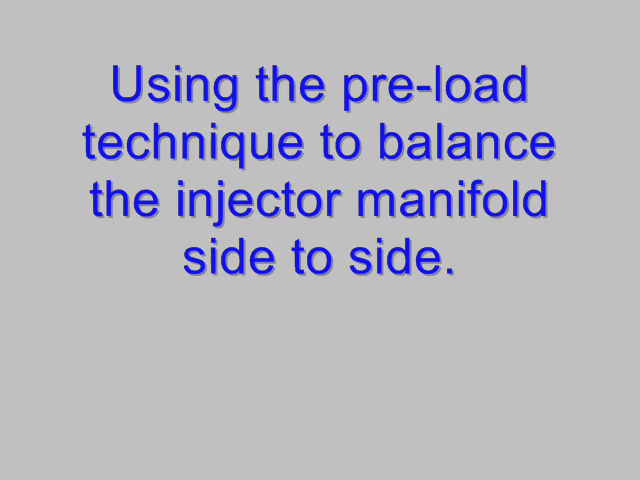 Using the pre-load
technique to balance
the injector manifold
side to side.